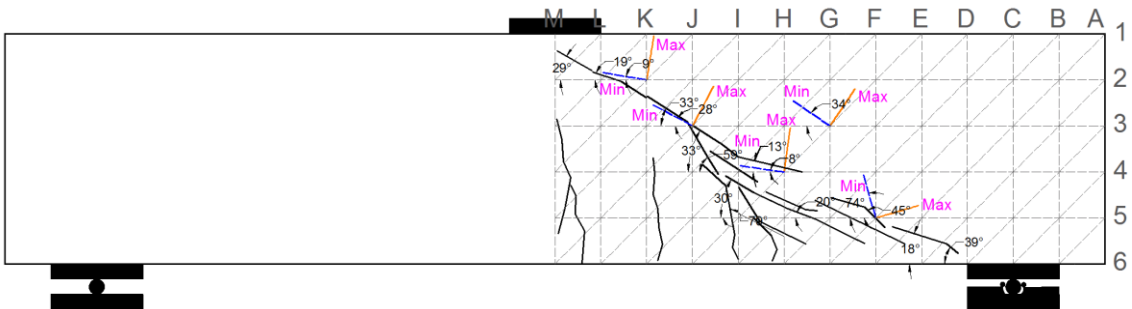 M L K J I H G F E D C B A
1
Max
29° 19° 9°
2
Min Max Min Max
33° 34°
Min 28° Max
3
33° 59° Min 13° 8°
4
Min
30° 20° 74° 45° Max
5
79°
18° 39°
6